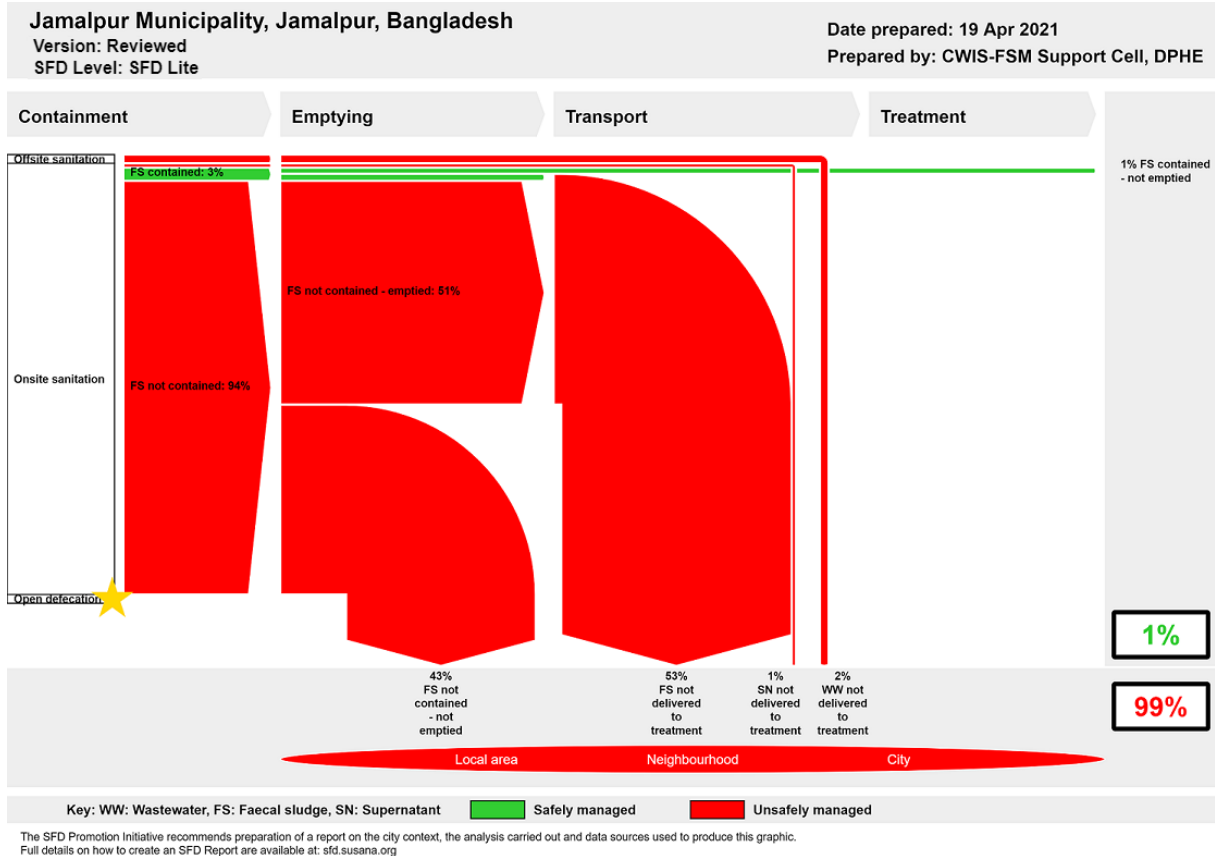 Jamalpur Municipality, Jamalpur, Bangladesh
Version: Reviewed
SFD Level: SFD Lite
Date prepared: 19 Apr 2021
Prepared by: CWIS-FSM Support Cell, DPHE
Containment
Emptying
Transport
Treatment
Offsite sanitation
FS contained: 3%
1% FS contained
- not emptied
FS not contained - emptied: 51%
Onsite sanitation
FS not contained: 94%
Open defecation
1%
43%
FS not
contained
- not
emptied
53%
FS not
delivered
to
treatment
1%
SN not
delivered
to
treatment
2%
WW not
delivered
to
treatment
99%
Local area
Neighbourhood
City
Key: WW: Wastewater, FS: Faecal sludge, SN: Supernatant
Safely managed
Unsafely managed
The SFD Promotion Initiative recommends preparation of a report on the city context, the analysis carried out and data sources used to produce this graphic.
Full details on how to create an SFD Report are available at: sfd.susana.org